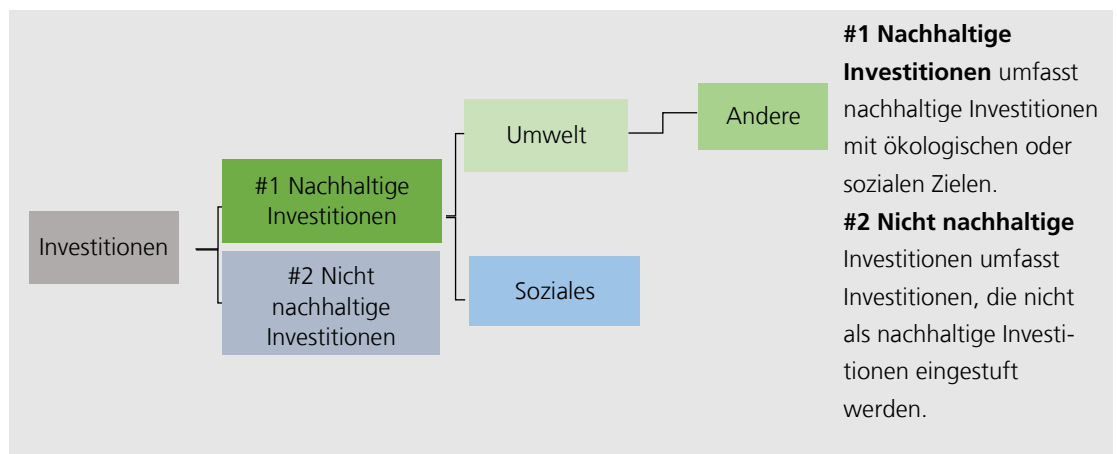 Investitionen
#1 Nachhaltige
Investitionen
#2 Nicht
nachhaltige
Investitionen
Umwelt
Soziales
Andere
#1 Nachhaltige
Investitionen umfasst
nachhaltige Investitionen
mit ökologischen oder
sozialen Zielen.
#2 Nicht nachhaltige
Investitionen umfasst
Investitionen, die nicht
als nachhaltige Investi-
tionen eingestuft
werden.